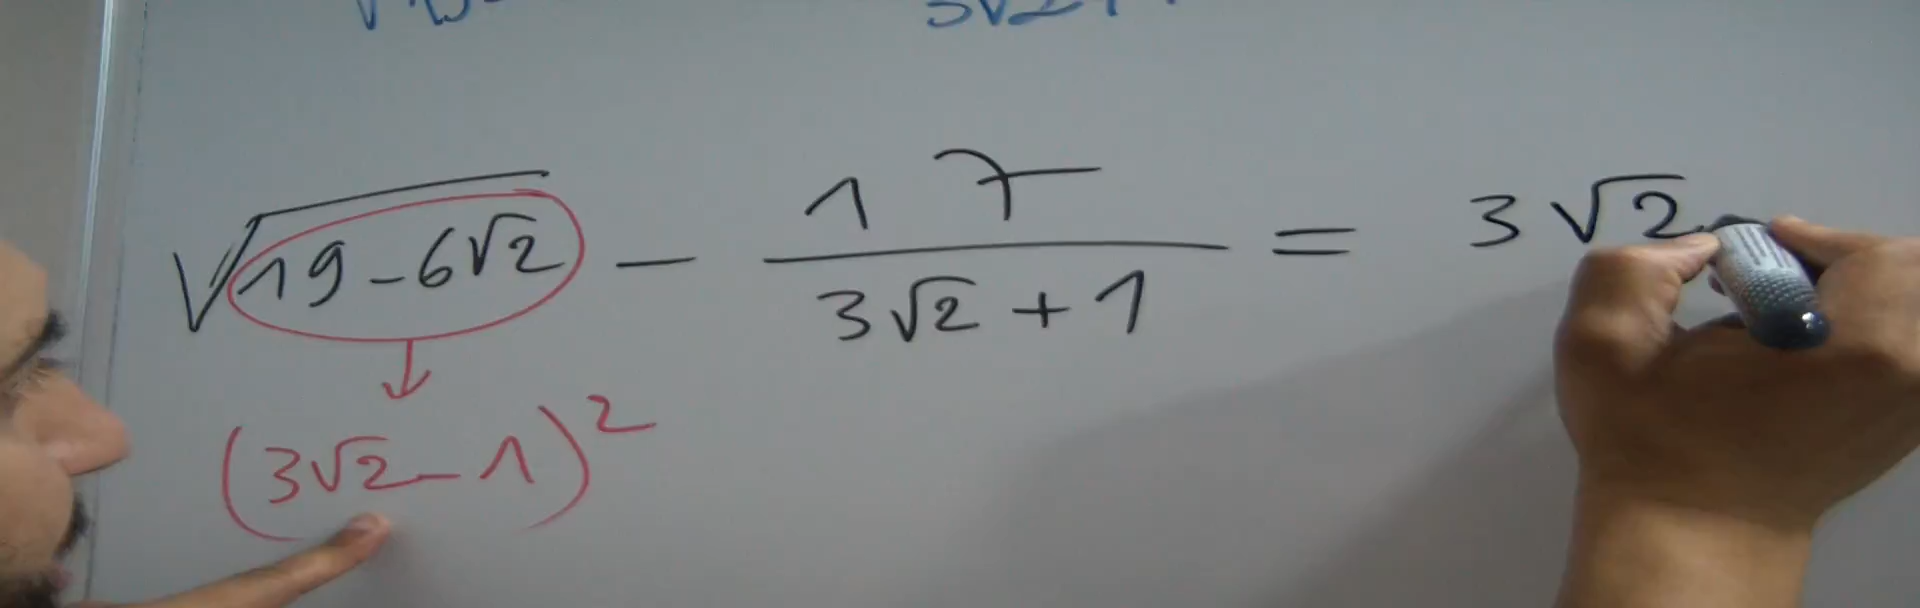 √(19-6√2) - 17/(3√2+1) = 3√2
(3√2-1)²